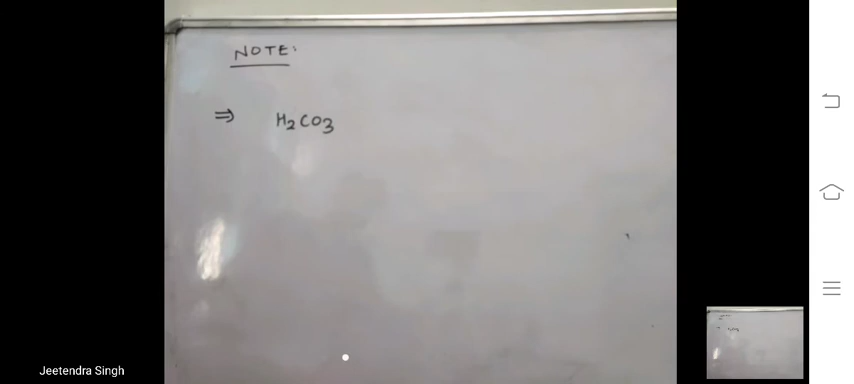 NOTE:
⇒ H₂CO₃
Jeetendra Singh